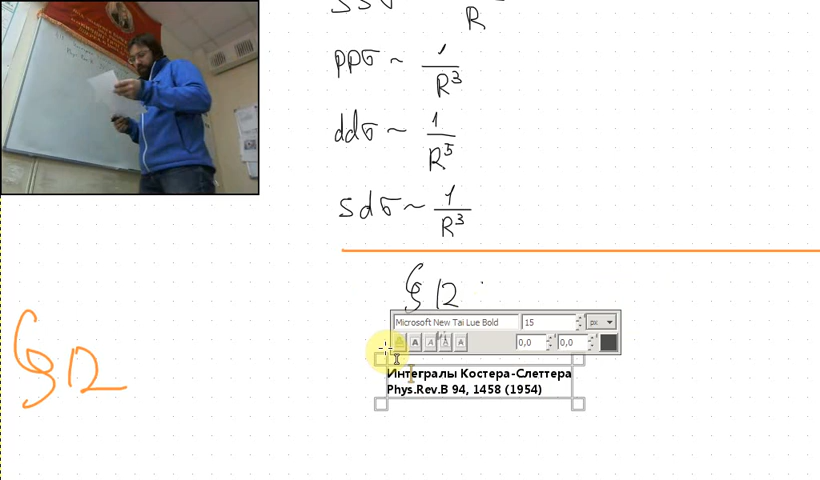 R
ppσ ~ 1/R³
ddσ ~ 1/R⁵
sdσ ~ 1/R³
§ 12
Microsoft New Tai Lue Bold 15 px
A A A A 0,0 0,0
Интегралы Костера-Слеттера
Phys.Rev.B 94, 1458 (1954)
§ 12